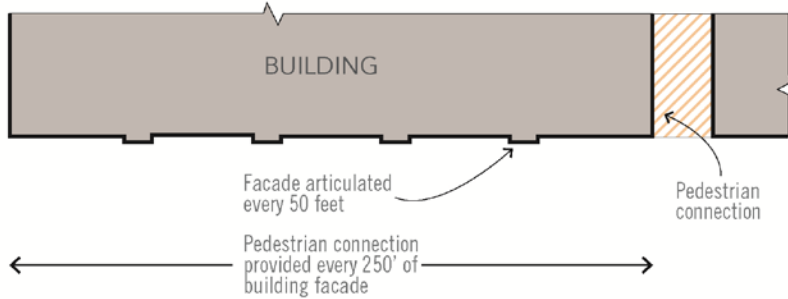 BUILDING
Facade articulated
every 50 feet
Pedestrian
connection
Pedestrian connection
provided every 250' of
building facade